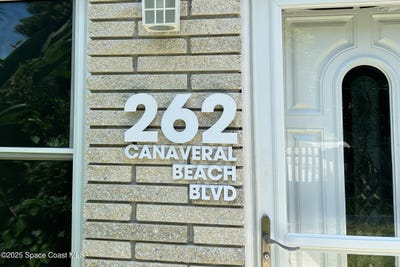 262
CANAVERAL
BEACH
BLVD
©2025 Space Coast MLS